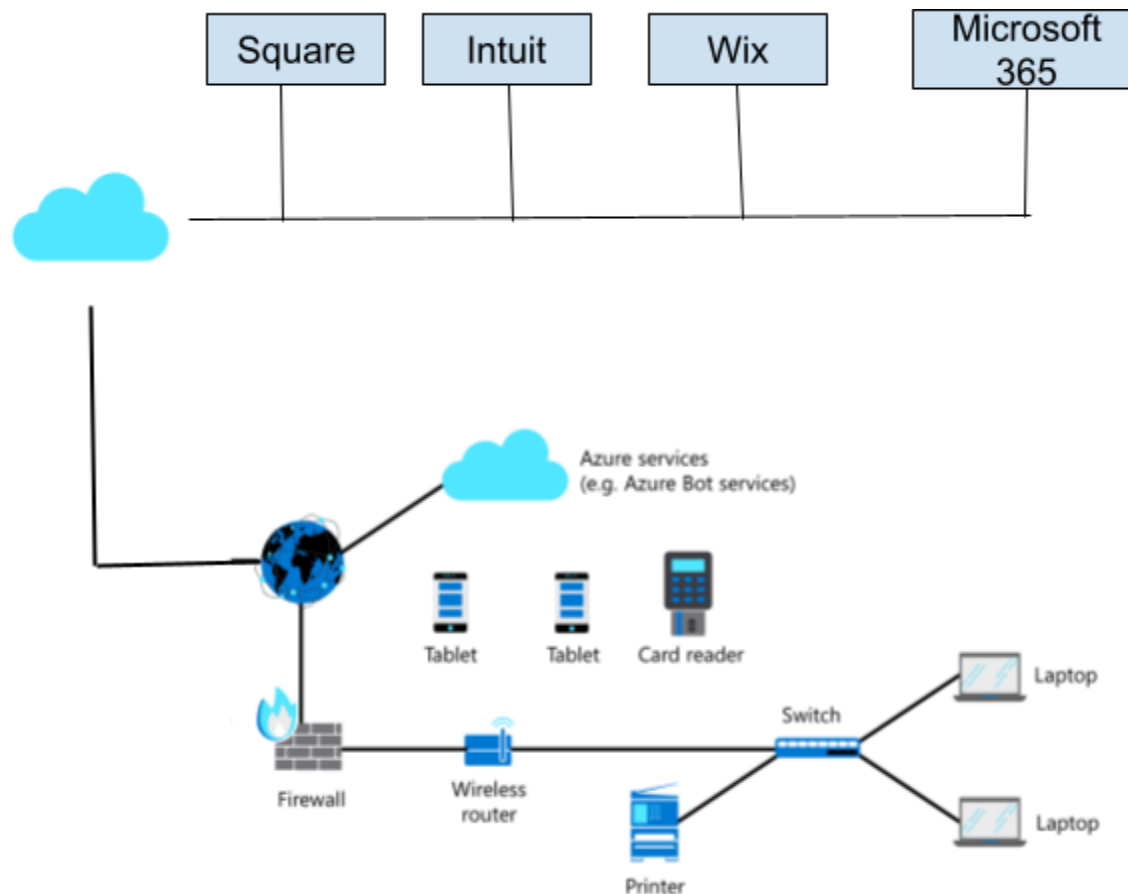 Square
Intuit
Wix
Microsoft
365
Azure services
(e.g. Azure Bot services)
Tablet
Tablet
Card reader
Laptop
Switch
Firewall
Wireless
router
Laptop
Printer